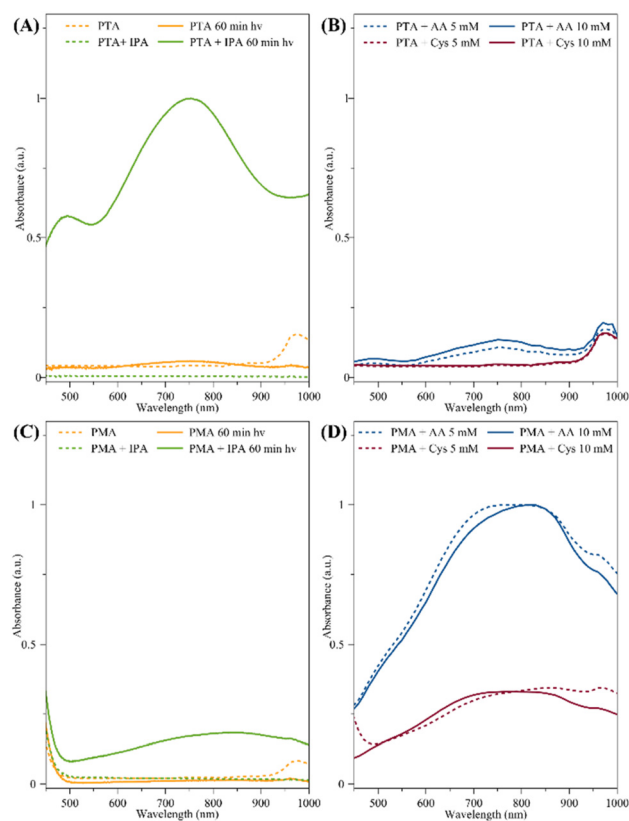 (A)
PTA
PTA 60 min hv
PTA+ IPA
PTA + IPA 60 min hv
Absorbance (a.u.)
1
0.5
0
500 600 700 800 900 1000
Wavelength (nm)
(B)
PTA + AA 5 mM
PTA + AA 10 mM
PTA + Cys 5 mM
PTA + Cys 10 mM
Absorbance (a.u.)
1
0.5
0
500 600 700 800 900 1000
Wavelength (nm)
(C)
PMA
PMA 60 min hv
PMA + IPA
PMA + IPA 60 min hv
Absorbance (a.u.)
1
0.5
0
500 600 700 800 900 1000
Wavelength (nm)
(D)
PMA + AA 5 mM
PMA + AA 10 mM
PMA + Cys 5 mM
PMA + Cys 10 mM
Absorbance (a.u.)
1
0.5
0
500 600 700 800 900 1000
Wavelength (nm)